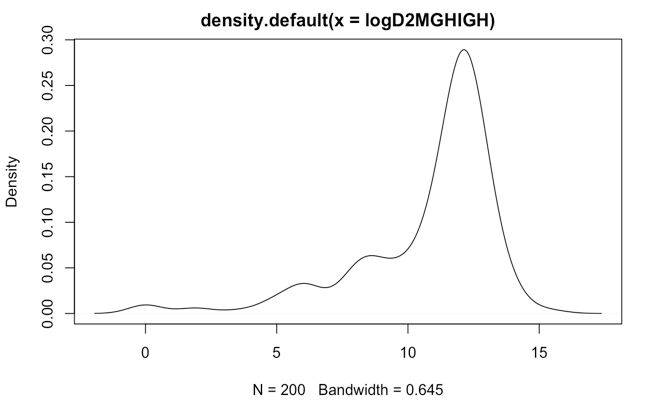 density.default(x = logD2MGHIGH)
Density
0.30
0.25
0.20
0.15
0.10
0.05
0.00
0 5 10 15
N = 200 Bandwidth = 0.645